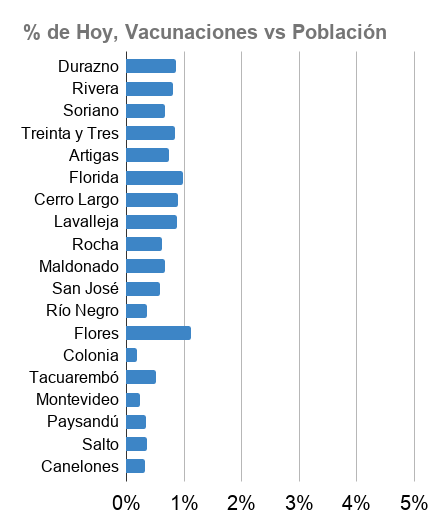 % de Hoy, Vacunaciones vs Población
Durazno
Rivera
Soriano
Treinta y Tres
Artigas
Florida
Cerro Largo
Lavalleja
Rocha
Maldonado
San José
Río Negro
Flores
Colonia
Tacuarembó
Montevideo
Paysandú
Salto
Canelones
0% 1% 2% 3% 4% 5%